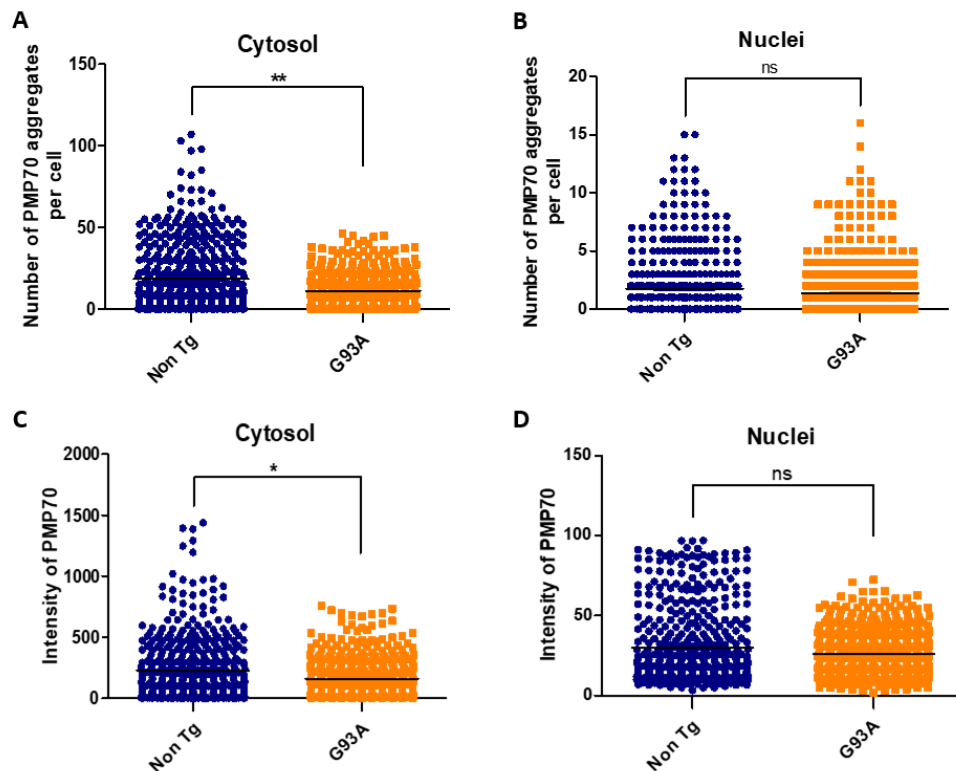 A
Cytosol
Number of PMP70 aggregates
per cell
150
100
50
0
**
Non Tg
G93A
B
Nuclei
Number of PMP70 aggregates
per cell
20
15
10
5
0
ns
Non Tg
G93A
C
Cytosol
Intensity of PMP70
2000
1500
1000
500
0
*
Non Tg
G93A
D
Nuclei
Intensity of PMP70
150
100
50
0
ns
Non Tg
G93A